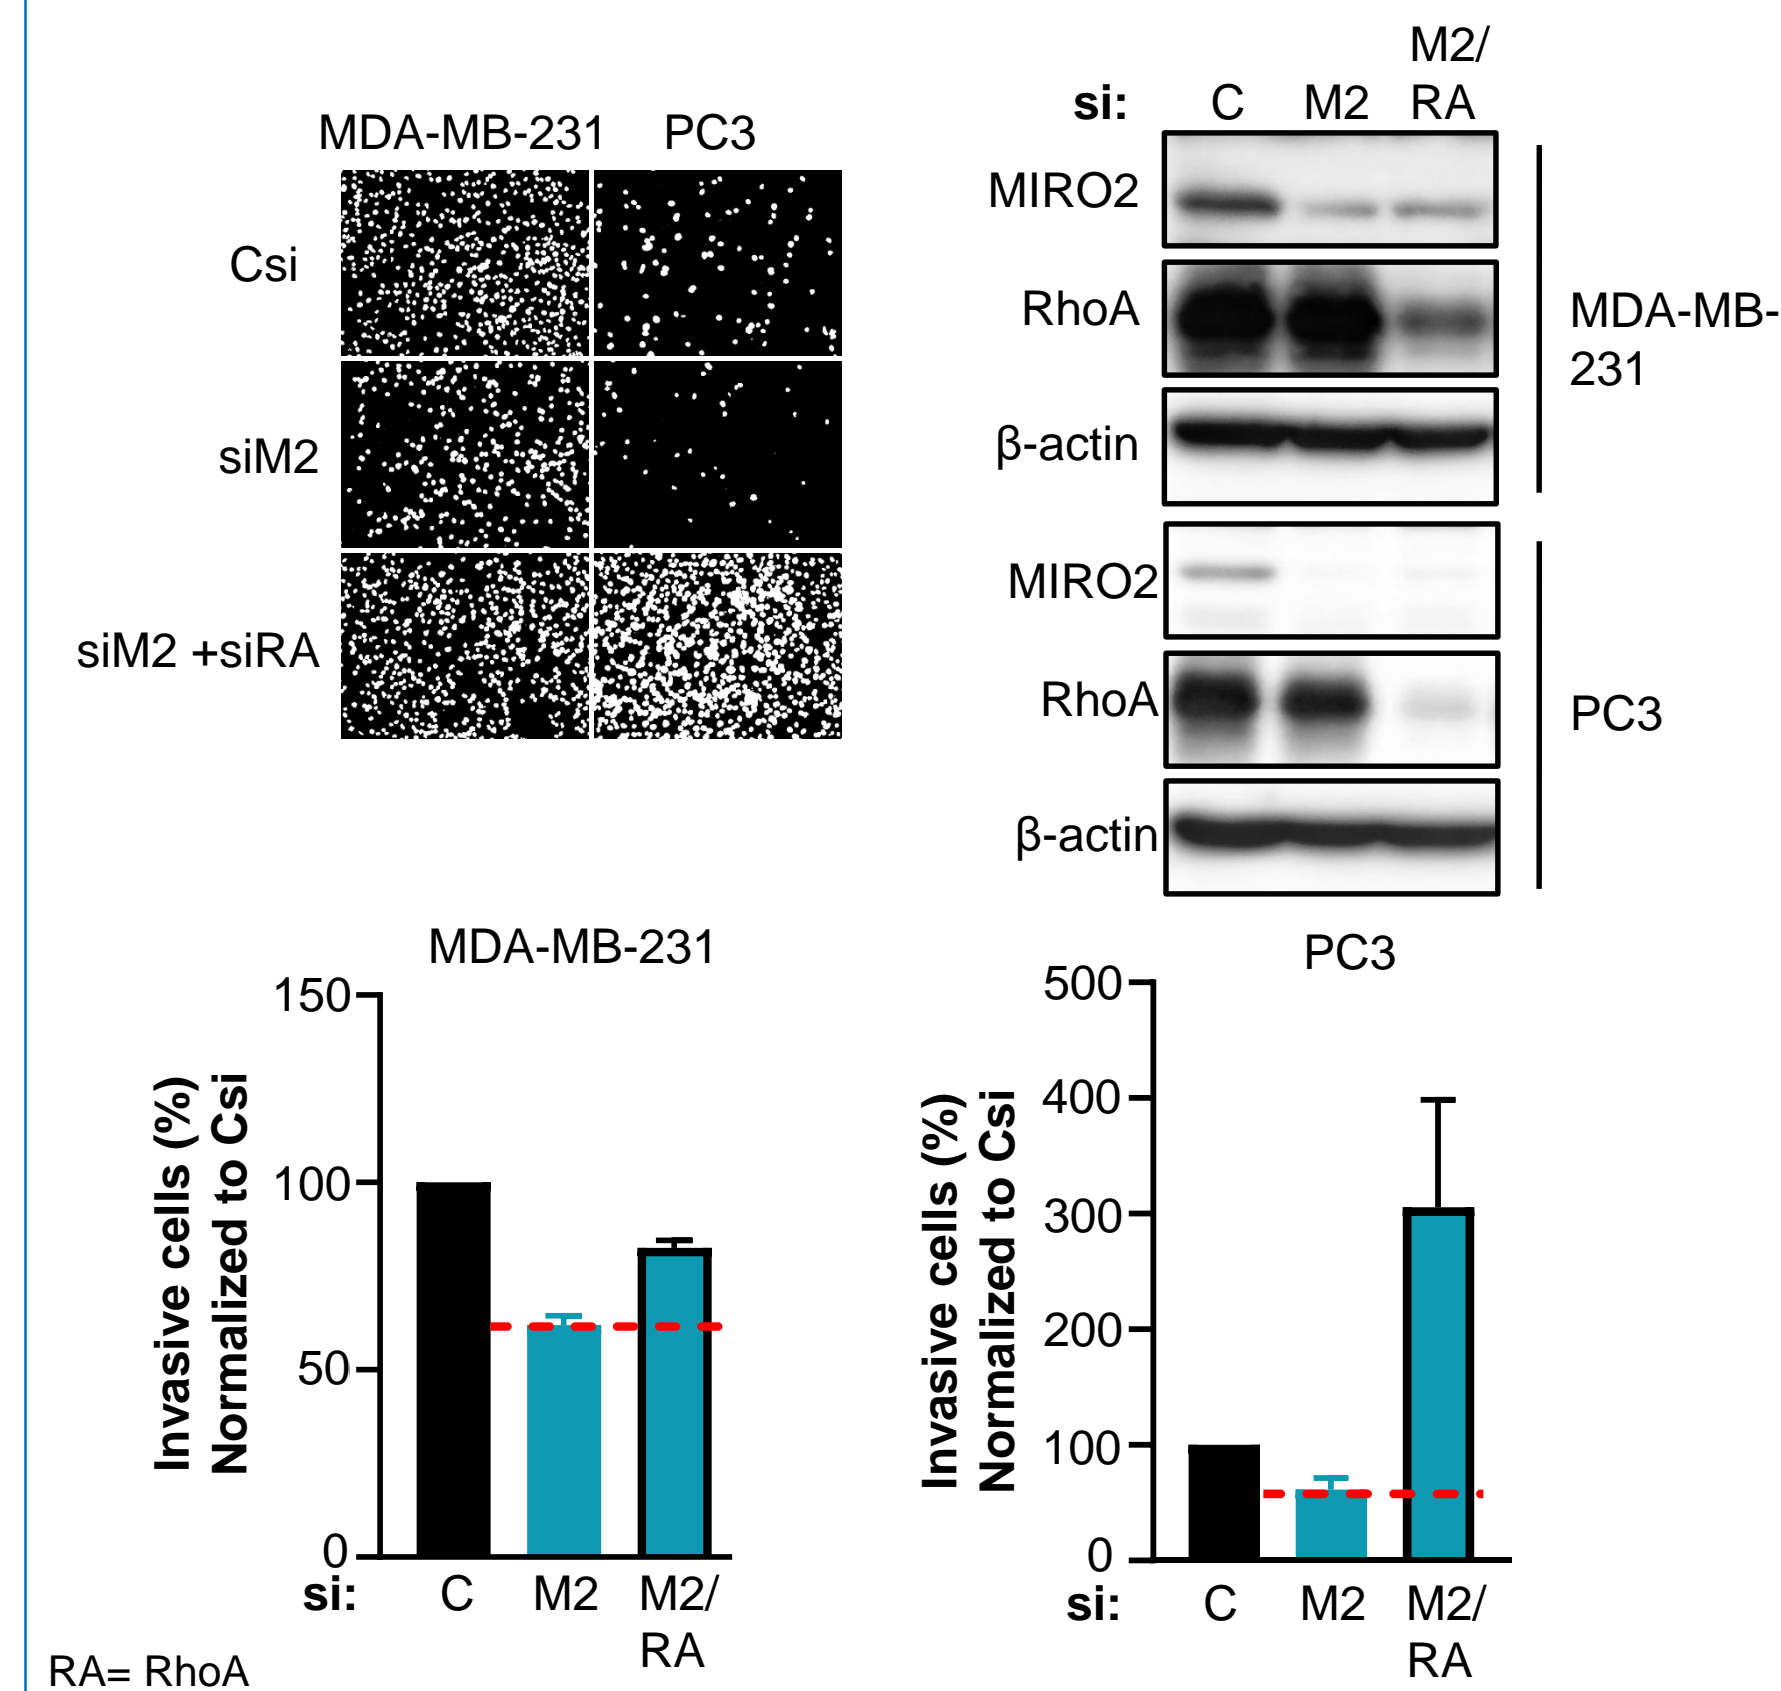 MDA-MB-231 PC3
Csi
siM2
siM2 +siRA
M2/
si: C M2 RA
MIRO2
RhoA
β-actin
MDA-MB-
231
MIRO2
RhoA
β-actin
PC3
MDA-MB-231
Invasive cells (%)
Normalized to Csi
150
100
50
0
si: C M2 M2/
RA
PC3
Invasive cells (%)
Normalized to Csi
500
400
300
200
100
0
si: C M2 M2/
RA
RA= RhoA